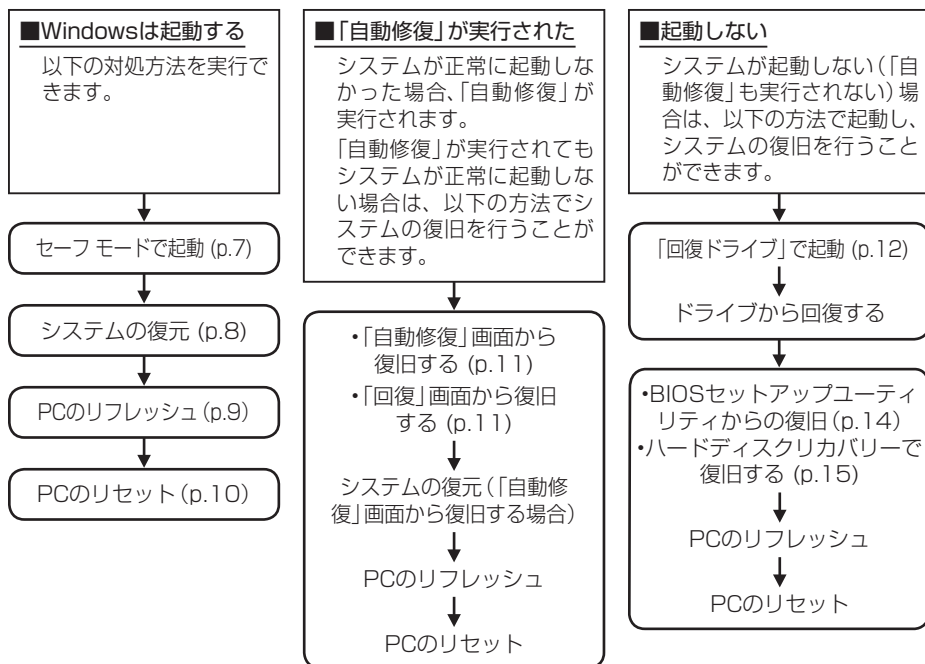 ■Windowsは起動する
以下の対処方法を実行で
きます。
セーフ モードで起動 (p.7)
システムの復元 (p.8)
PCのリフレッシュ (p.9)
PCのリセット (p.10)
■「自動修復」が実行された
システムが正常に起動しな
かった場合、「自動修復」が
実行されます。
「自動修復」が実行されても
システムが正常に起動しな
い場合は、以下の方法でシ
ステムの復旧を行うことが
できます。
・「自動修復」画面から
復旧する (p.11)
・「回復」画面から復旧
する (p.11)
システムの復元(「自動修
復」画面から復旧する場合)
PCのリフレッシュ
PCのリセット
■起動しない
システムが起動しない(「自
動修復」も実行されない)場
合は、以下の方法で起動し、
システムの復旧を行うこと
ができます。
「回復ドライブ」で起動 (p.12)
ドライブから回復する
・BIOSセットアップユーティ
リティからの復旧(p.14)
・ハードディスクリカバリーで
復旧する (p.15)
PCのリフレッシュ
PCのリセット